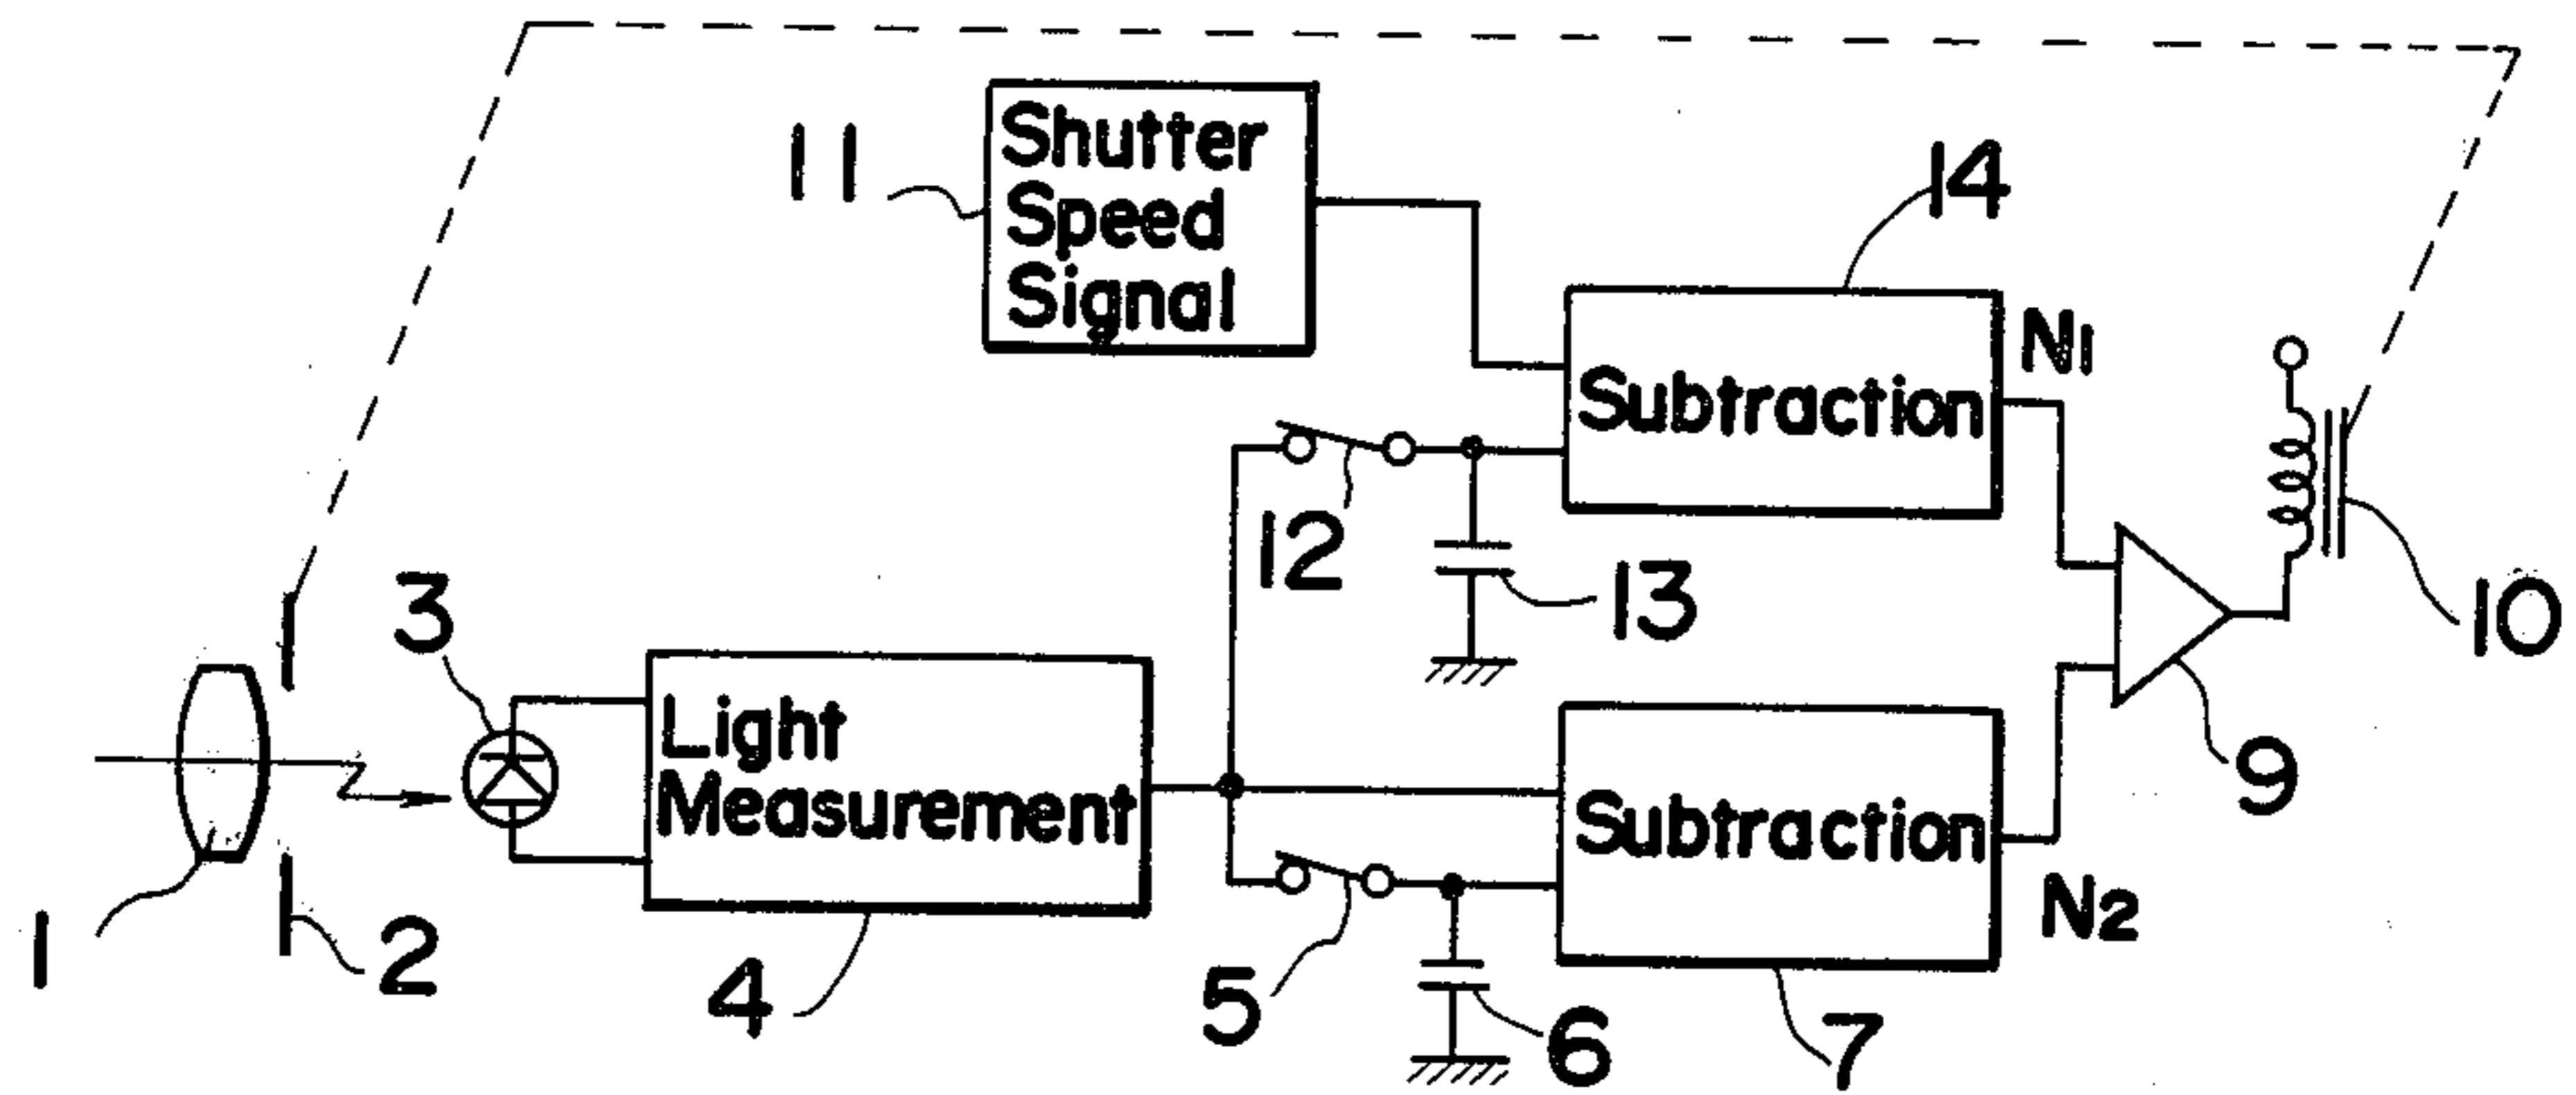 11
Shutter
Speed
Signal
14
Subtraction
N1
12
13
10
3
Light
Measurement
Subtraction
9
N2
1
2
4
5
6
7